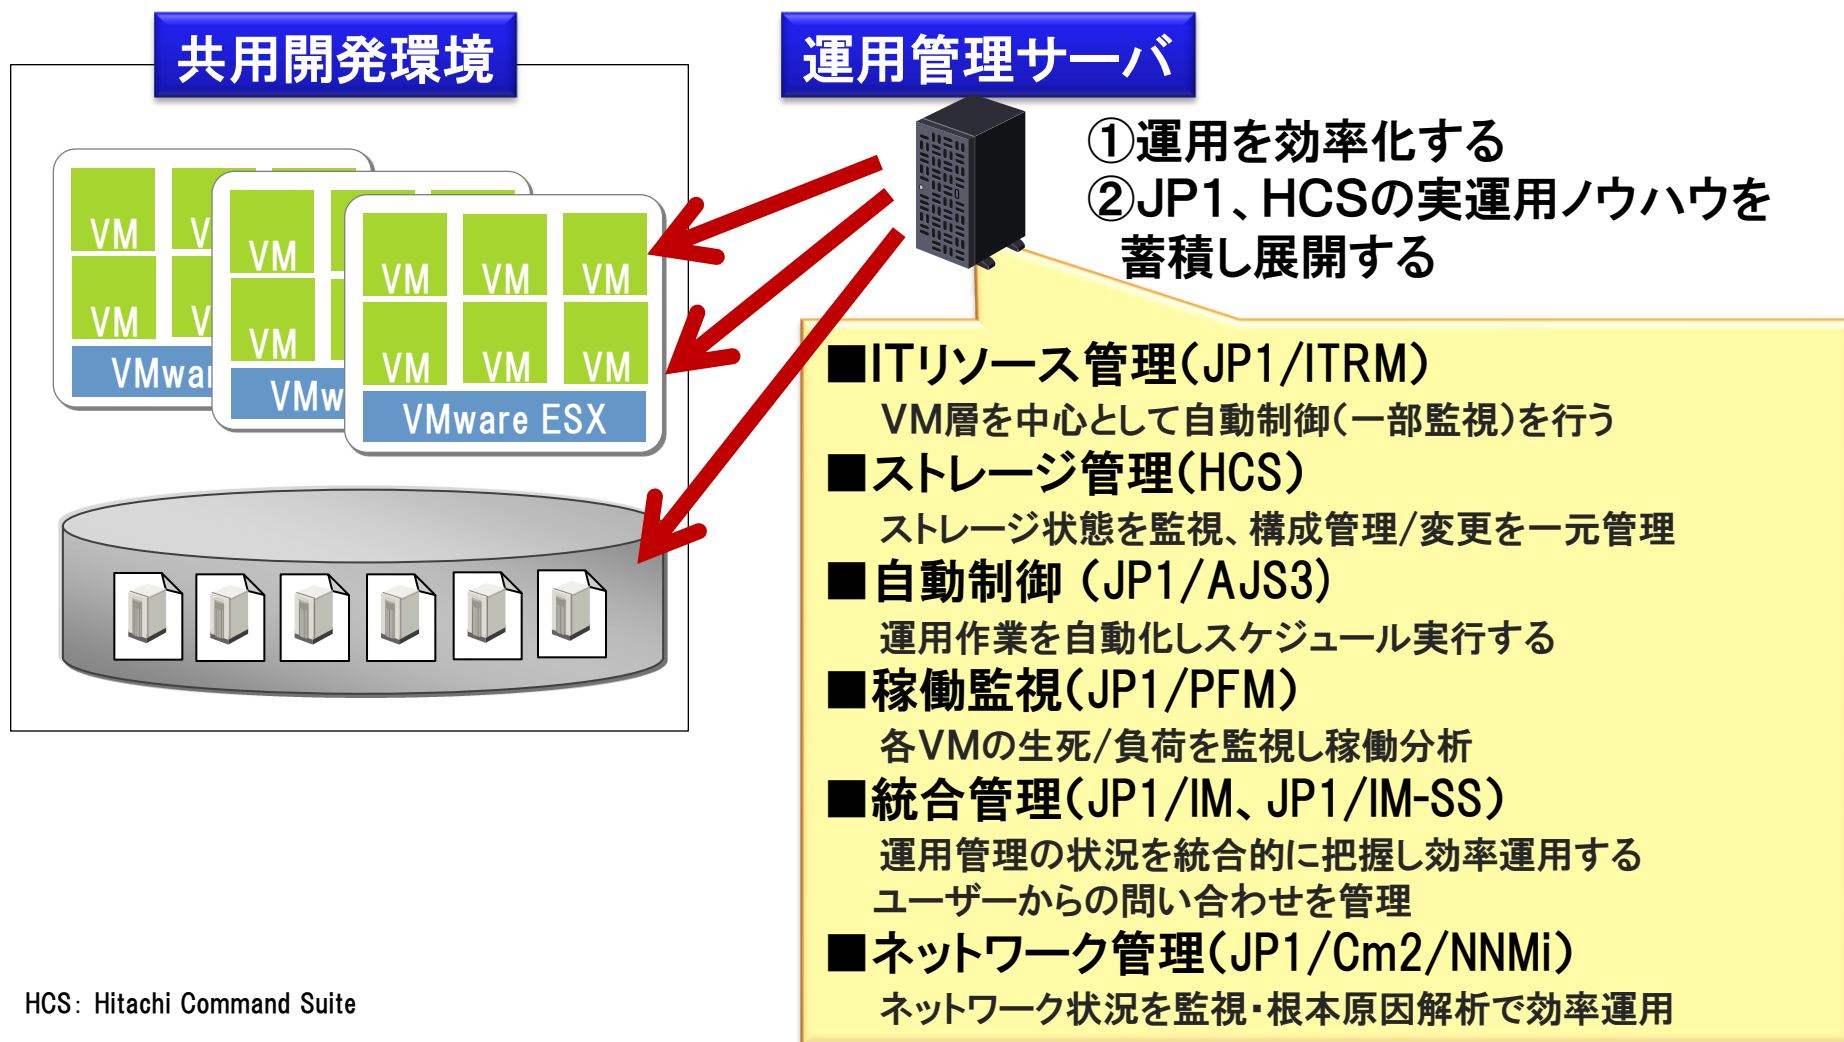 共用開発環境
運用管理サーバ
①運用を効率化する
②JP1、HCSの実運用ノウハウを
蓄積し展開する
VM V
VM V
VMwar
VM
VM
VMw
VM VM VM
VM VM VM
VMware ESX
■ITリソース管理(JP1/ITRM)
VM層を中心として自動制御(一部監視)を行う
■ストレージ管理(HCS)
ストレージ状態を監視、構成管理/変更を一元管理
■自動制御 (JP1/AJS3)
運用作業を自動化しスケジュール実行する
■稼働監視(JP1/PFM)
各VMの生死/負荷を監視し稼働分析
■統合管理(JP1/IM、JP1/IM-SS)
運用管理の状況を統合的に把握し効率運用する
ユーザーからの問い合わせを管理
■ネットワーク管理(JP1/Cm2/NNMi)
ネットワーク状況を監視・根本原因解析で効率運用
HCS: Hitachi Command Suite